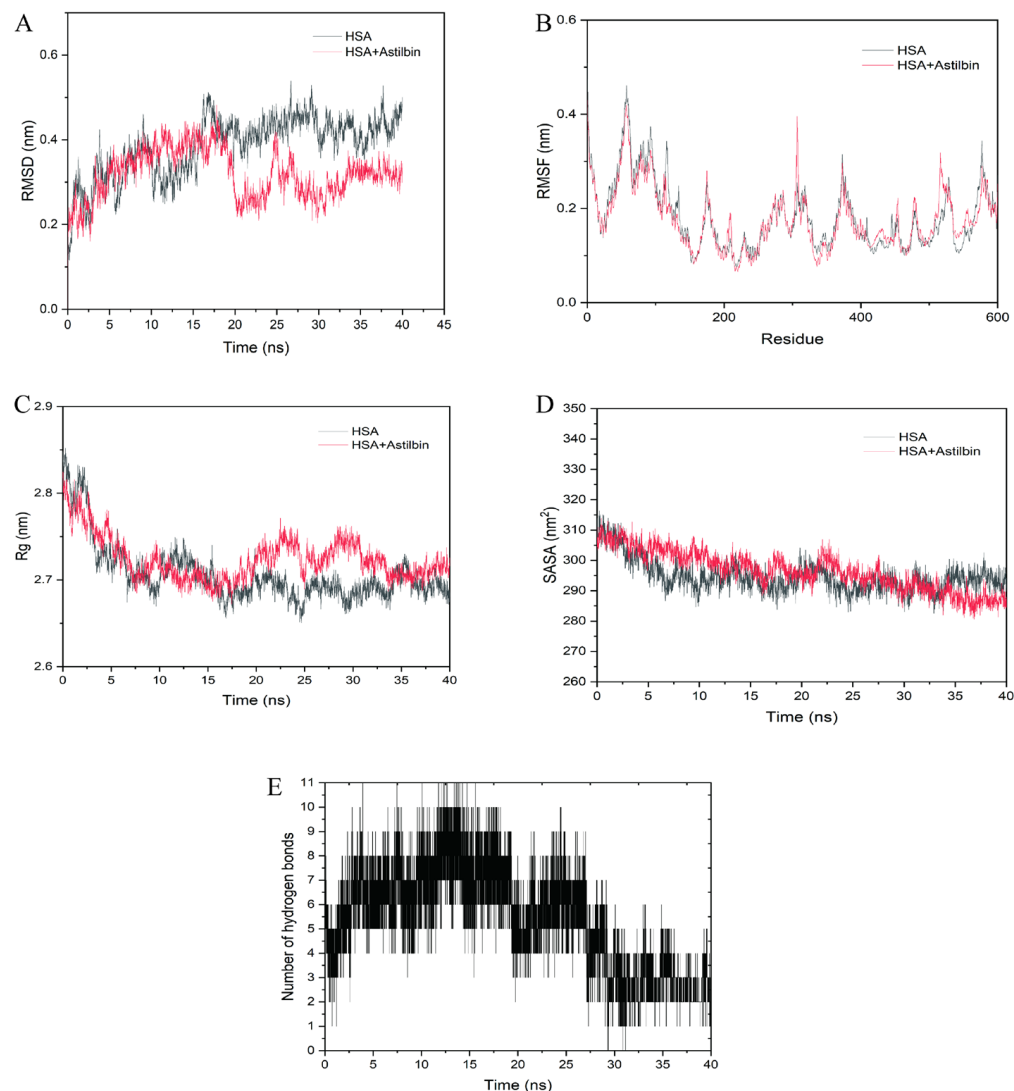 A
HSA
HSA+Astilbin
RMSD (nm)
0.6
0.4
0.2
0.0
0 5 10 15 20 25 30 35 40 45
Time (ns)
B
HSA
HSA+Astilbin
RMSF (nm)
0.6
0.4
0.2
0.0
0 200 400 600
Residue
C
HSA
HSA+Astilbin
Rg (nm)
2.9
2.8
2.7
2.6
0 5 10 15 20 25 30 35 40
Time (ns)
D
HSA
HSA+Astilbin
SASA (nm²)
350
340
330
320
310
300
290
280
270
260
0 5 10 15 20 25 30 35 40
Time (ns)
E
Number of hydrogen bonds
11
10
9
8
7
6
5
4
3
2
1
0
0 5 10 15 20 25 30 35 40
Time (ns)